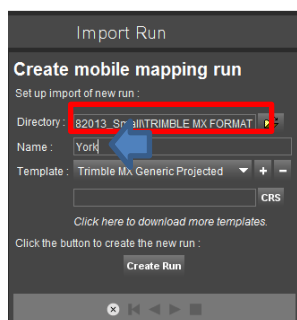 Import Run
Create mobile mapping run
Set up import of new run :
Directory : 82013_Small\TRIMBLE MX FORMAT
Name : York
Template : Trimble MX Generic Projected + -
CRS
Click here to download more templates.
Click the button to create the new run :
Create Run